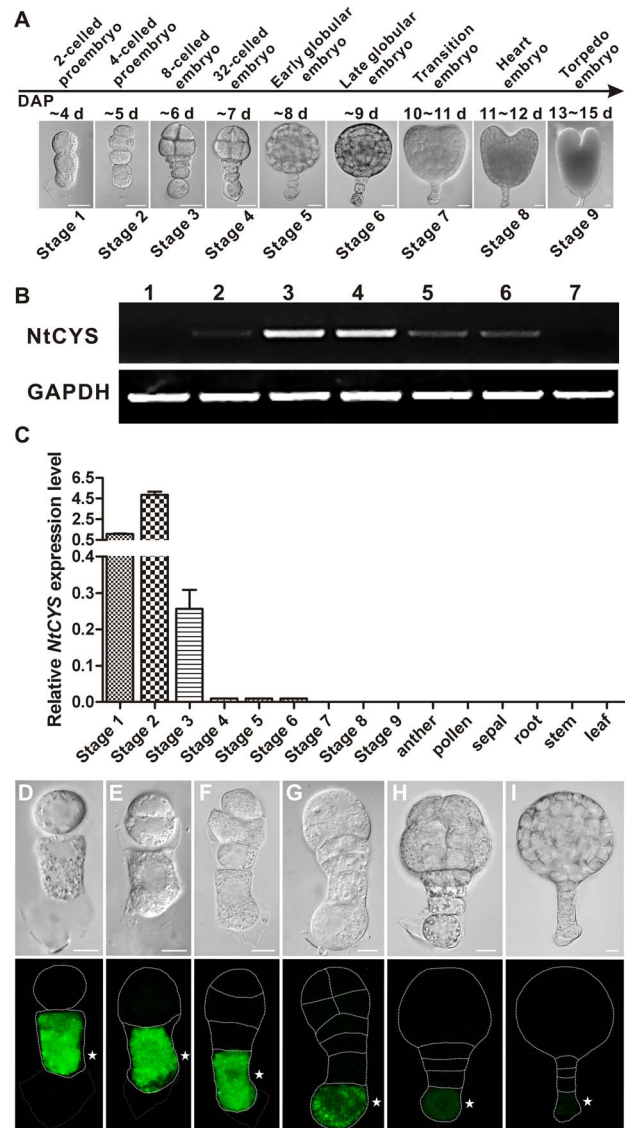 A
2-celled proembryo
4-celled proembryo
8-celled embryo
32-celled embryo
Early globular embryo
Late globular embryo
Transition embryo
Heart embryo
Torpedo embryo
DAP
~4 d ~5 d ~6 d ~7 d ~8 d ~9 d 10~11 d 11~12 d 13~15 d
Stage 1 Stage 2 Stage 3 Stage 4 Stage 5 Stage 6 Stage 7 Stage 8 Stage 9
B
1 2 3 4 5 6 7
NtCYS
GAPDH
C
Relative NtCYS expression level
6.5
4.5
2.5
0.5
0.4
0.3
0.2
0.1
0.0
Stage 1 Stage 2 Stage 3 Stage 4 Stage 5 Stage 6 Stage 7 Stage 8 Stage 9 anther pollen sepal root stem leaf
D E F G H I